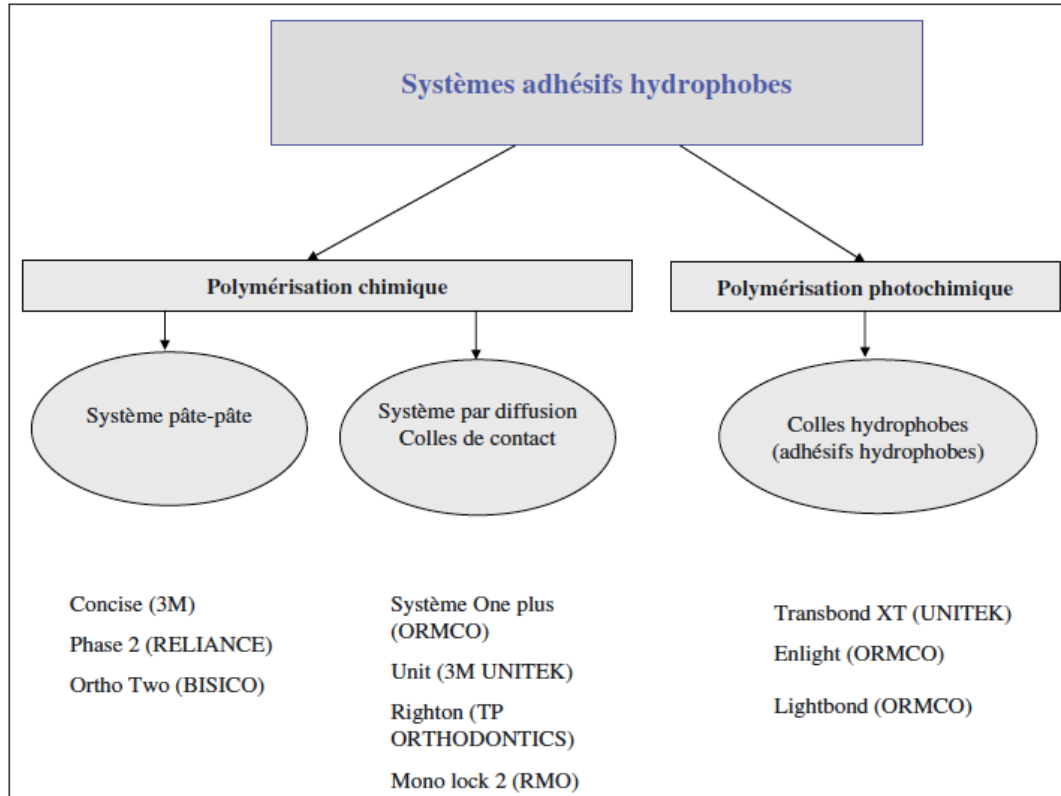 Systèmes adhésifs hydrophobes
Polymérisation chimique
Polymérisation photochimique
Système pâte-pâte
Système par diffusion
Colles de contact
Colles hydrophobes
(adhésifs hydrophobes)
Concise (3M)
Phase 2 (RELIANCE)
Ortho Two (BISICO)
Système One plus
(ORMCO)
Unit (3M UNITEK)
Righton (TP
ORTHODONTICS)
Mono lock 2 (RMO)
Transbond XT (UNITEK)
Enlight (ORMCO)
Lightbond (ORMCO)